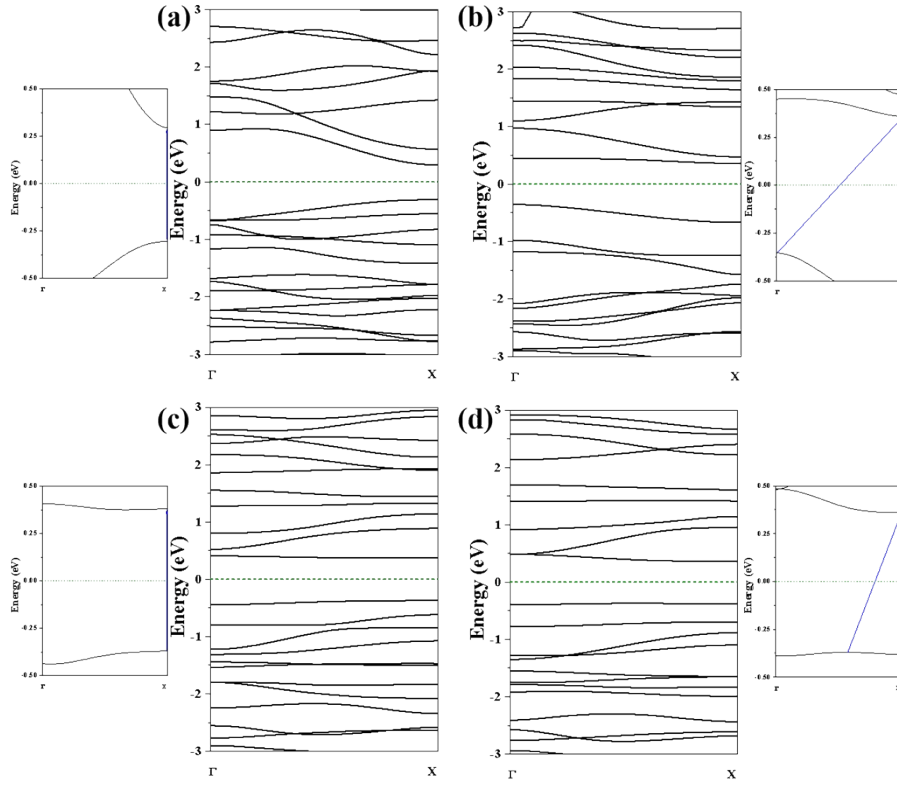 (a)
3
2
1
0
-1
-2
-3
Energy (eV)
Γ
X
0.50
0.25
0.00
-0.25
-0.50
Energy (eV)
Γ
X
(b)
3
2
1
0
-1
-2
-3
Energy (eV)
Γ
X
0.50
0.25
0.00
-0.25
-0.50
Energy (eV)
Γ
(c)
3
2
1
0
-1
-2
-3
Energy (eV)
Γ
X
0.50
0.25
0.00
-0.25
-0.50
Energy (eV)
Γ
X
(d)
3
2
1
0
-1
-2
-3
Energy (eV)
Γ
X
0.50
0.25
0.00
-0.25
-0.50
Energy (eV)
Γ